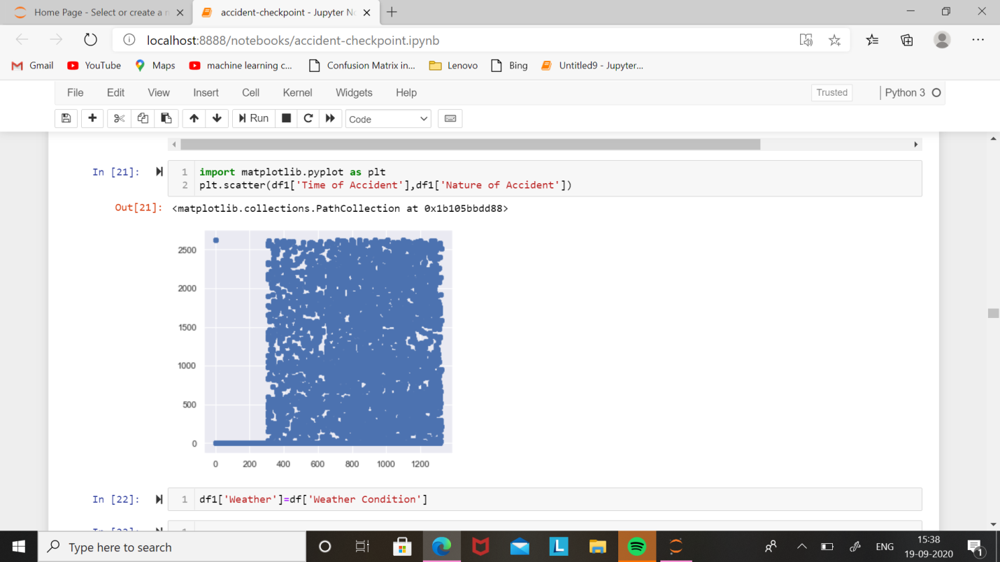 Home Page - Select or create a n
accident-checkpoint - Jupyter No
localhost:8888/notebooks/accident-checkpoint.ipynb
Gmail YouTube Maps machine learning c... Confusion Matrix in... Lenovo Bing Untitled9 - Jupyter...
File Edit View Insert Cell Kernel Widgets Help Trusted Python 3
Run Code
In [21]: 1 import matplotlib.pyplot as plt
2 plt.scatter(df1['Time of Accident'],df1['Nature of Accident'])
Out[21]: <matplotlib.collections.PathCollection at 0x1b105bbdd88>
2500
2000
1500
1000
500
0
0 200 400 600 800 1000 1200
In [22]: 1 df1['Weather']=df['Weather Condition']
Type here to search
L
ENG
15:38
19-09-2020
1